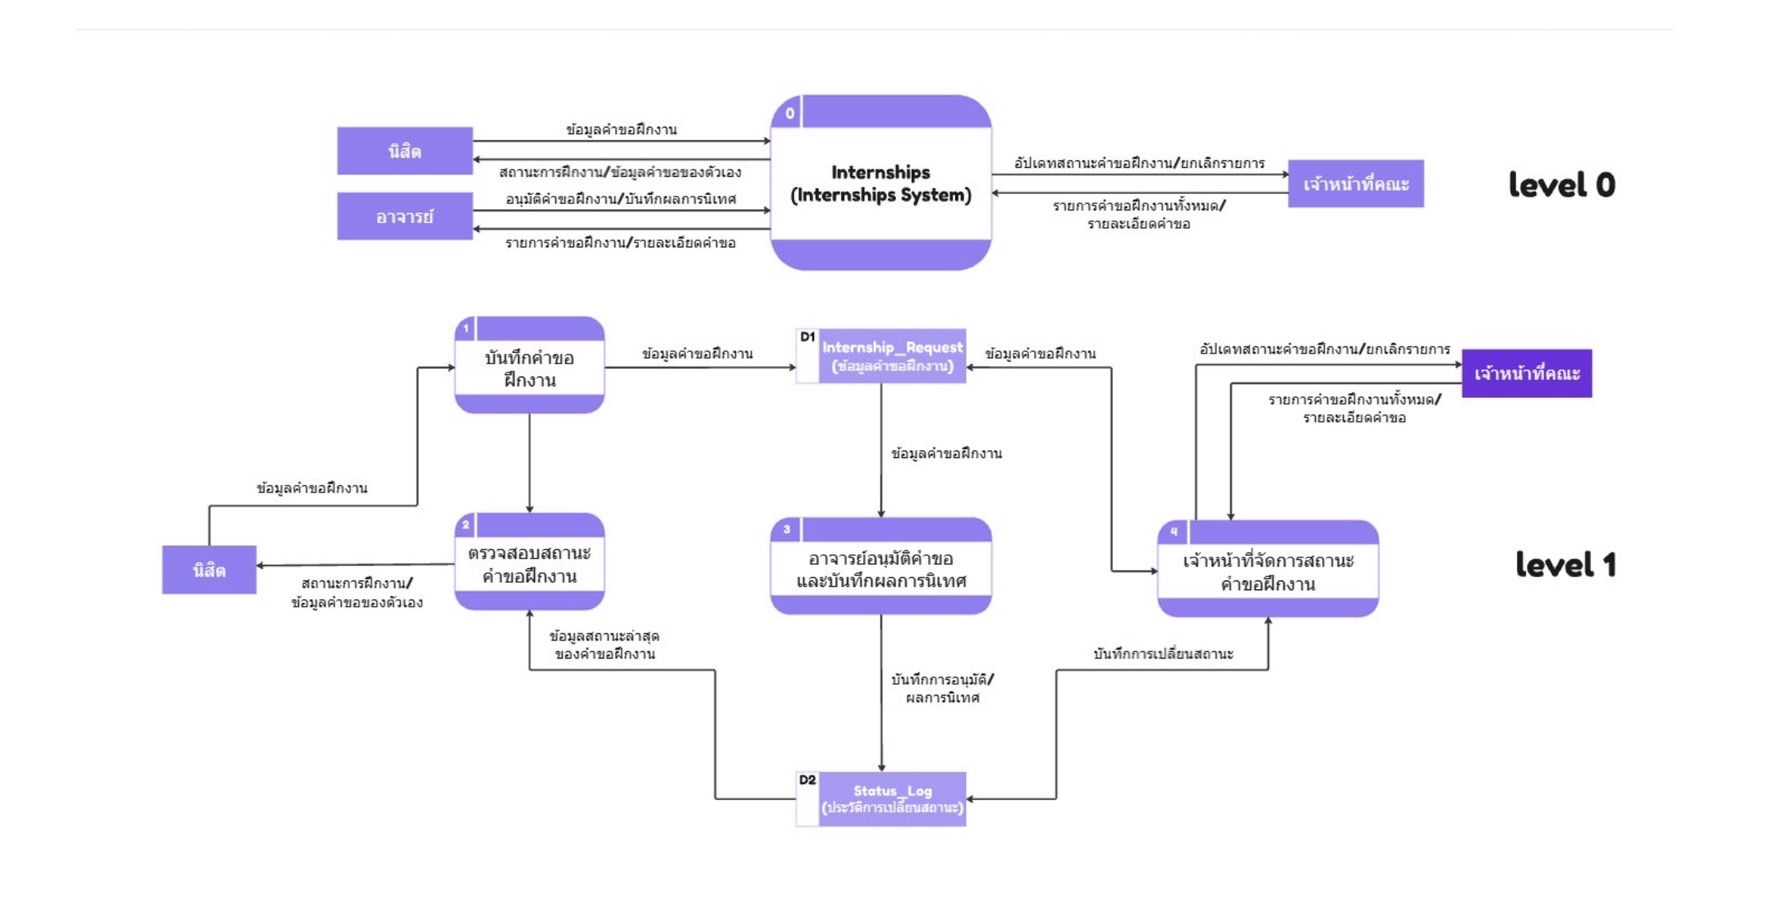 0
ข้อมูลคำขอฝึกงาน
นิสิต
สถานะการฝึกงาน/ข้อมูลคำขอของตัวเอง
อนุมัติคำขอฝึกงาน/บันทึกผลการนิเทศ
อาจารย์
รายการคำขอฝึกงาน/รายละเอียดคำขอ
Internships
(Internships System)
อัปเดทสถานะคำขอฝึกงาน/ยกเลิกรายการ
เจ้าหน้าที่คณะ
รายการคำขอฝึกงานทั้งหมด/
รายละเอียดคำขอ
level 0
1
บันทึกคำขอ
ฝึกงาน
ข้อมูลคำขอฝึกงาน
D1
Internship_Request
(ข้อมูลคำขอฝึกงาน)
ข้อมูลคำขอฝึกงาน
อัปเดทสถานะคำขอฝึกงาน/ยกเลิกรายการ
เจ้าหน้าที่คณะ
รายการคำขอฝึกงานทั้งหมด/
รายละเอียดคำขอ
ข้อมูลคำขอฝึกงาน
ข้อมูลคำขอฝึกงาน
นิสิต
สถานะการฝึกงาน/
ข้อมูลคำขอของตัวเอง
2
ตรวจสอบสถานะ
คำขอฝึกงาน
3
อาจารย์อนุมัติคำขอ
และบันทึกผลการนิเทศ
4
เจ้าหน้าที่จัดการสถานะ
คำขอฝึกงาน
level 1
ข้อมูลสถานะล่าสุด
ของคำขอฝึกงาน
บันทึกการอนุมัติ/
ผลการนิเทศ
บันทึกการเปลี่ยนสถานะ
D2
Status_Log
(ประวัติการเปลี่ยนสถานะ)